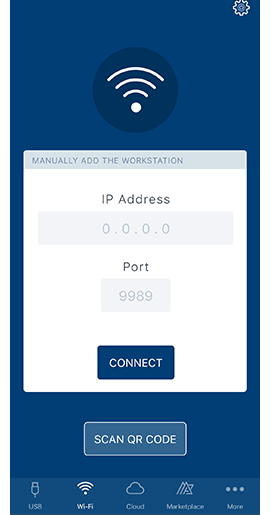 MANUALLY ADD THE WORKSTATION
IP Address
0.0.0.0
Port
9989
CONNECT
SCAN QR CODE
USB
Wi-Fi
Cloud
Marketplace
More